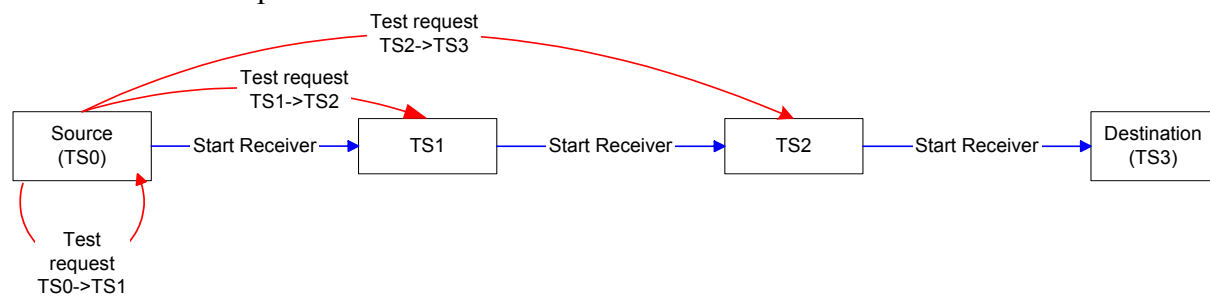 Test request
TS2->TS3
Test request
TS1->TS2
Source
(TS0)
Start Receiver
TS1
Start Receiver
TS2
Start Receiver
Destination
(TS3)
Test
request
TS0->TS1